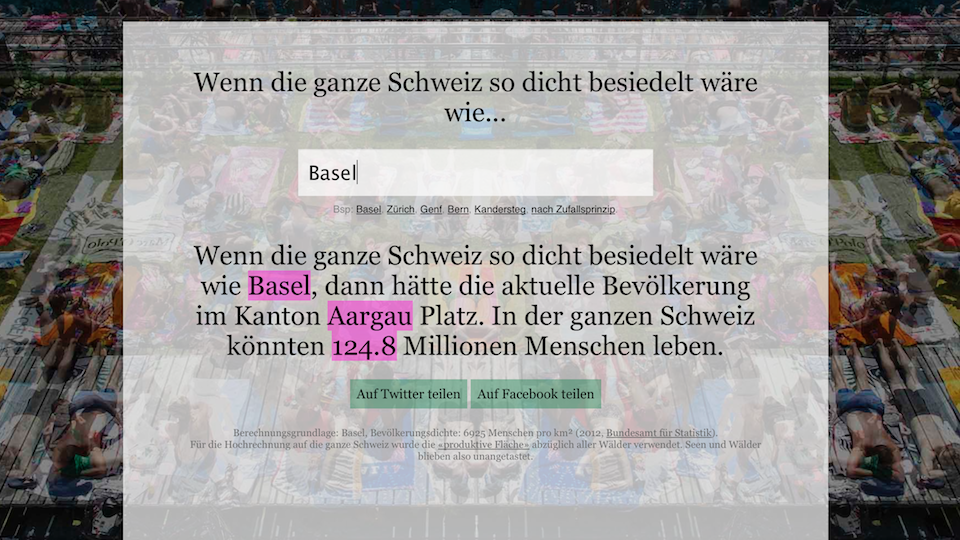 Wenn die ganze Schweiz so dicht besiedelt wäre
wie...
Basel
Bsp: Basel, Zürich, Genf, Bern, Kandersteg, nach Zufallsprinzip
Wenn die ganze Schweiz so dicht besiedelt wäre
wie Basel, dann hätte die aktuelle Bevölkerung
im Kanton Aargau Platz. In der ganzen Schweiz
könnten 124.8 Millionen Menschen leben.
Auf Twitter teilen Auf Facebook teilen
Berechnungsgrundlage: Basel, Bevölkerungsdichte: 6925 Menschen pro km² (2012, Bundesamt für Statistik).
Für die Hochrechnung auf die ganze Schweiz wurde die «produktive Fläche» abzüglich aller Wälder verwendet. Seen und Wälder
blieben also unangetastet.